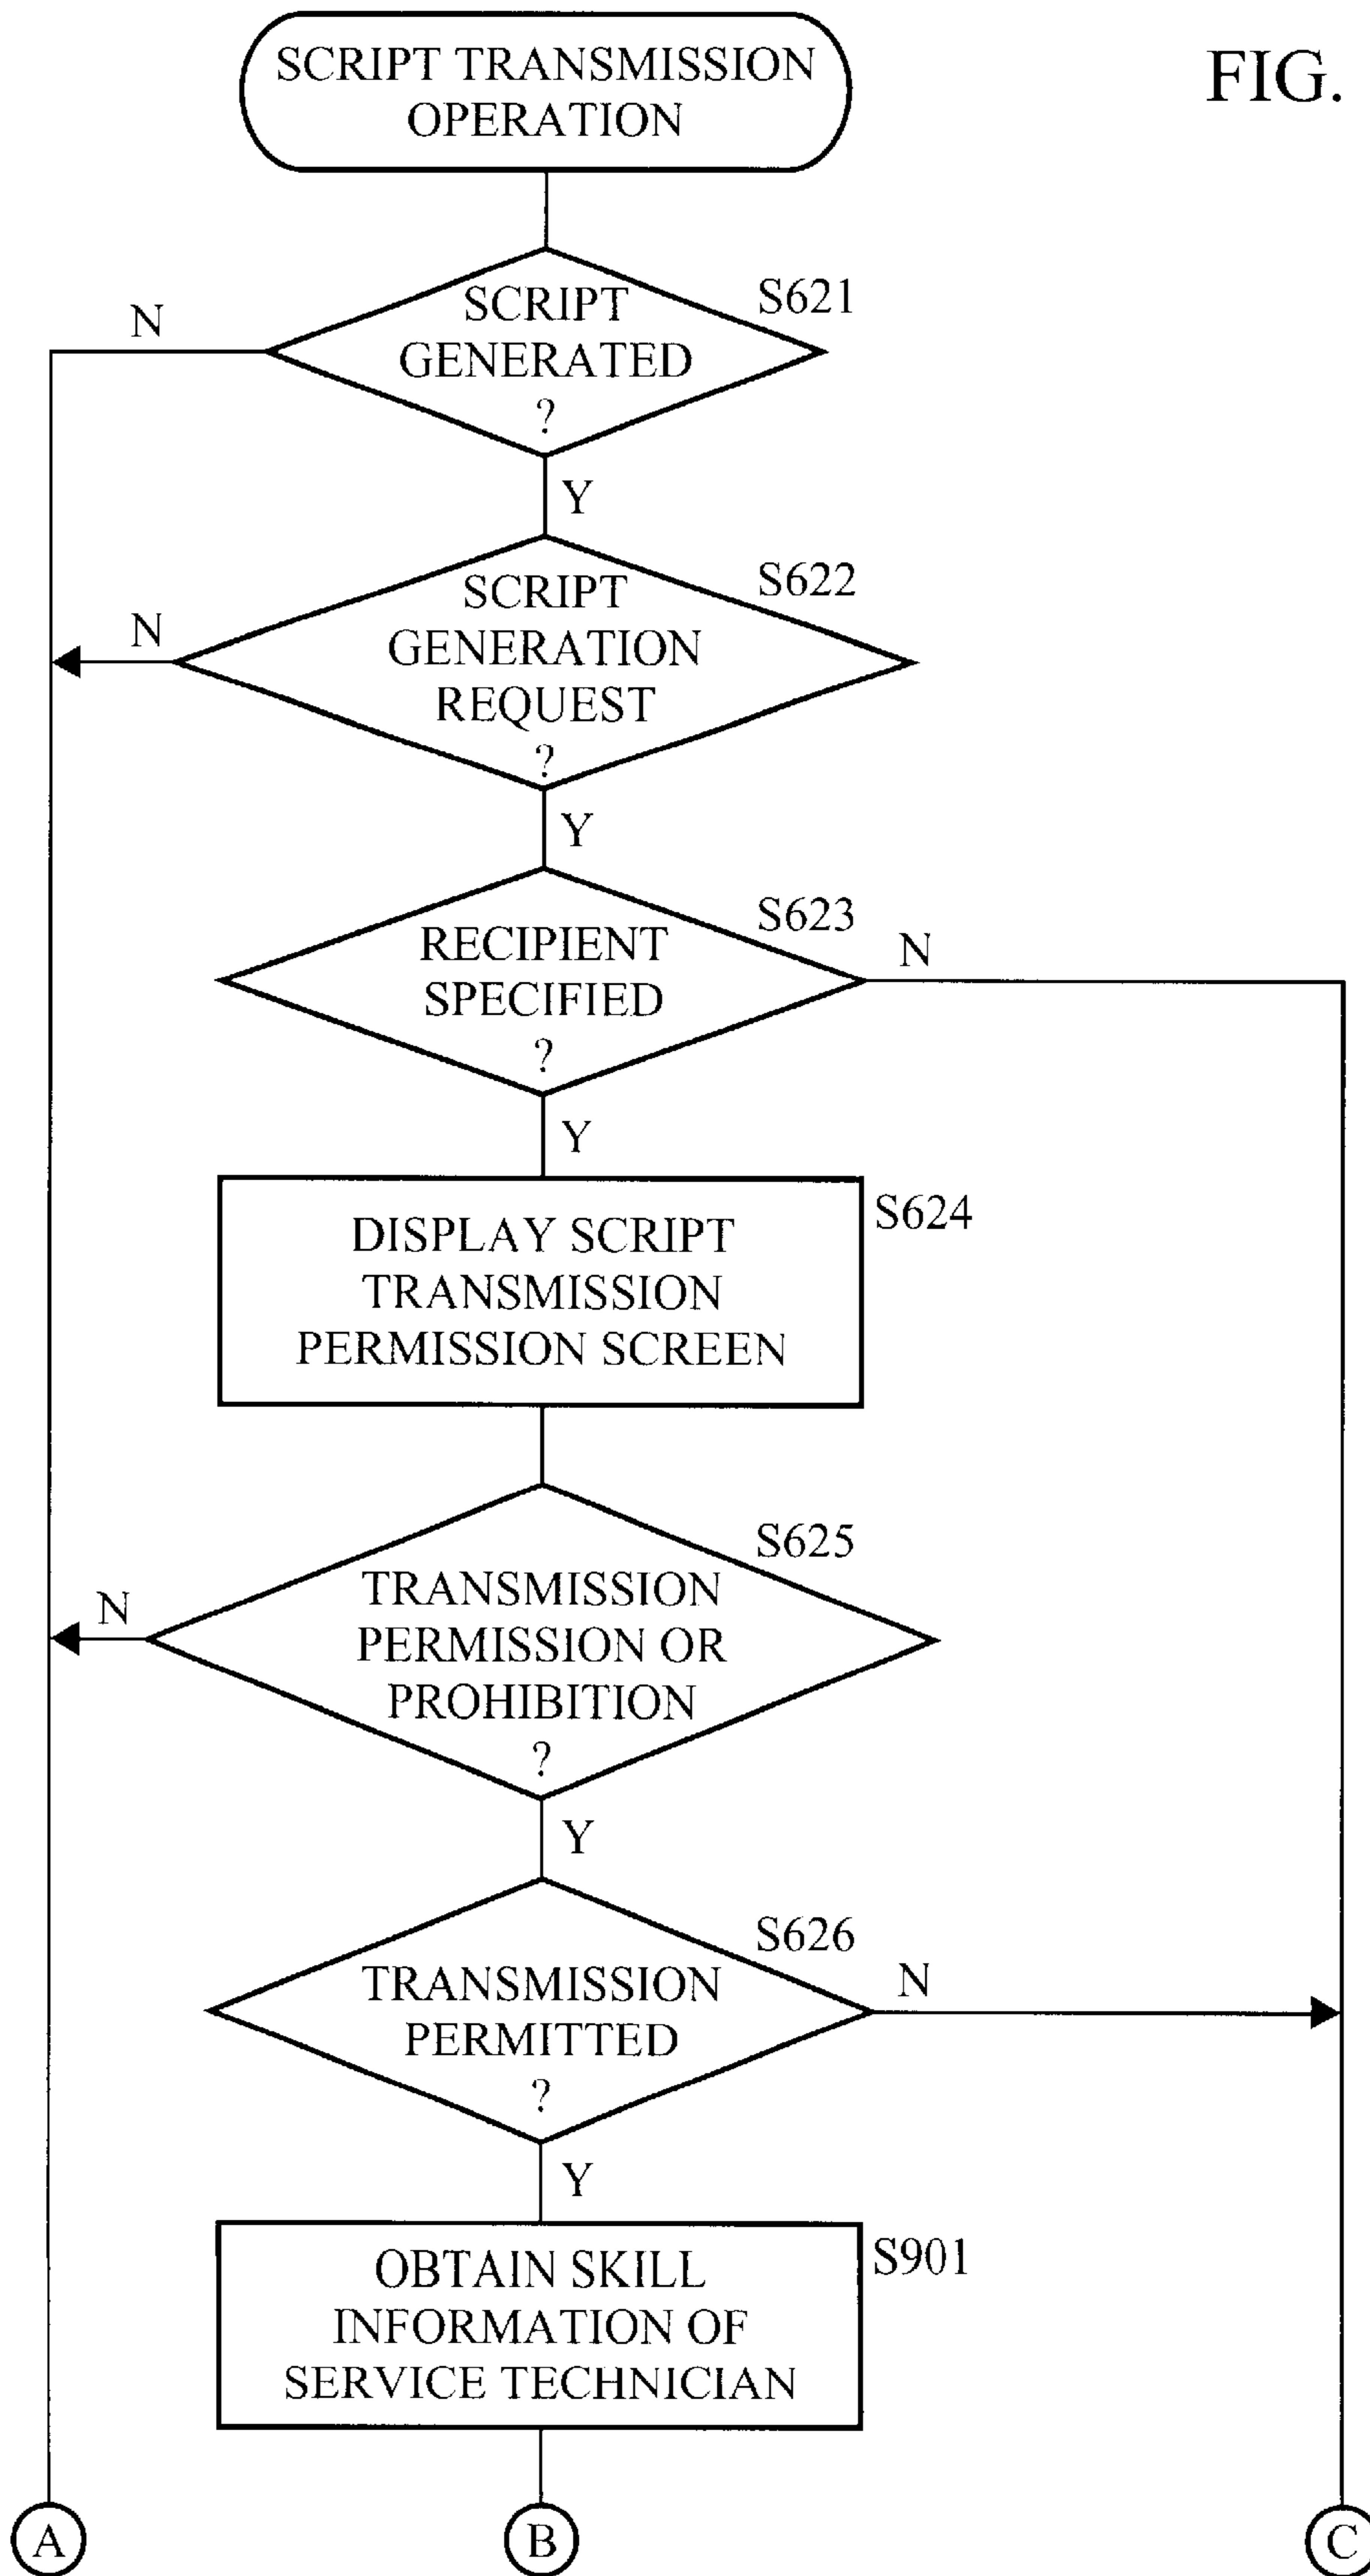 FIG.
SCRIPT TRANSMISSION
OPERATION
S621
N
SCRIPT
GENERATED
?
Y
S622
N
SCRIPT
GENERATION
REQUEST
?
Y
S623
N
RECIPIENT
SPECIFIED
?
Y
S624
DISPLAY SCRIPT
TRANSMISSION
PERMISSION SCREEN
S625
N
TRANSMISSION
PERMISSION OR
PROHIBITION
?
Y
S626
N
TRANSMISSION
PERMITTED
?
Y
S901
OBTAIN SKILL
INFORMATION OF
SERVICE TECHNICIAN
A
B
C